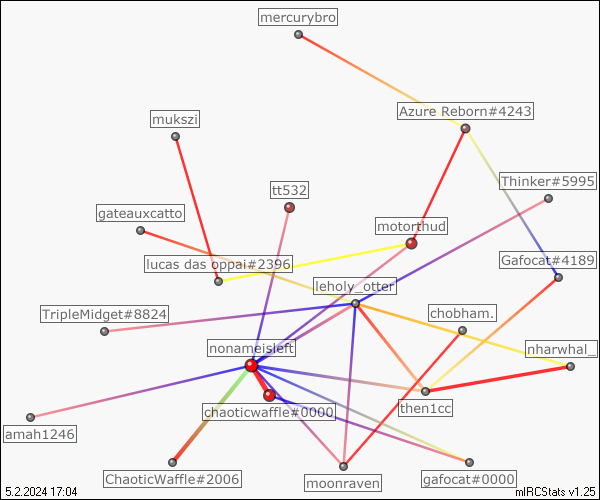 mercurybro
Azure Reborn#4243
mukszi
Thinker#5995
tt532
gateauxcatto
motorthud
lucas das oppai#2396
Gafocat#4189
leholy_otter
TripleMidget#8824
chobham.
nonameisleft
nharwhal_
chaoticwaffle#0000
then1cc
amah1246
ChaoticWaffle#2006
moonraven
gafocat#0000
5.2.2024 17:04
mIRCStats v1.25